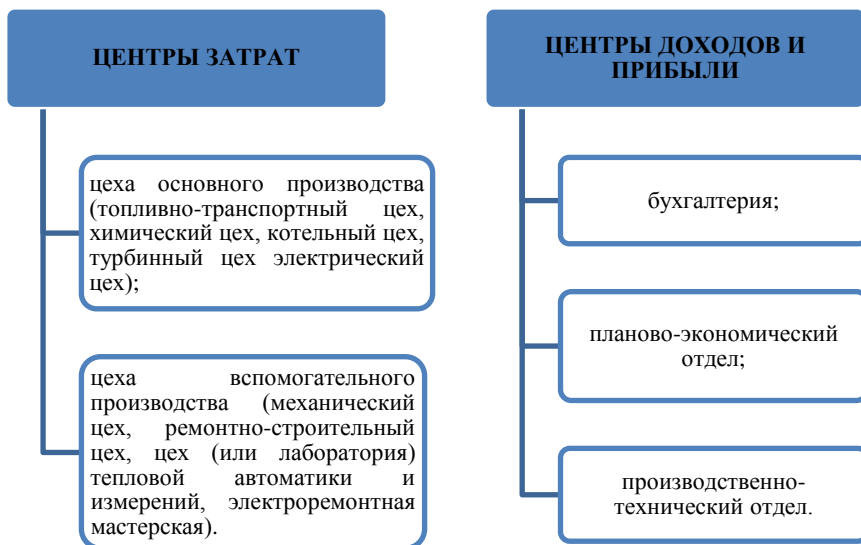 ЦЕНТРЫ ЗАТРАТ
цеха основного производства
(топливно-транспортный цех,
химический цех, котельный цех,
турбинный цех электрический
цех);
цеха вспомогательного
производства (механический
цех, ремонтно-строительный
цех, цех (или лаборатория)
тепловой автоматики и
измерений, электроремонтная
мастерская).
ЦЕНТРЫ ДОХОДОВ И
ПРИБЫЛИ
бухгалтерия;
планово-экономический
отдел;
производственно-
технический отдел.